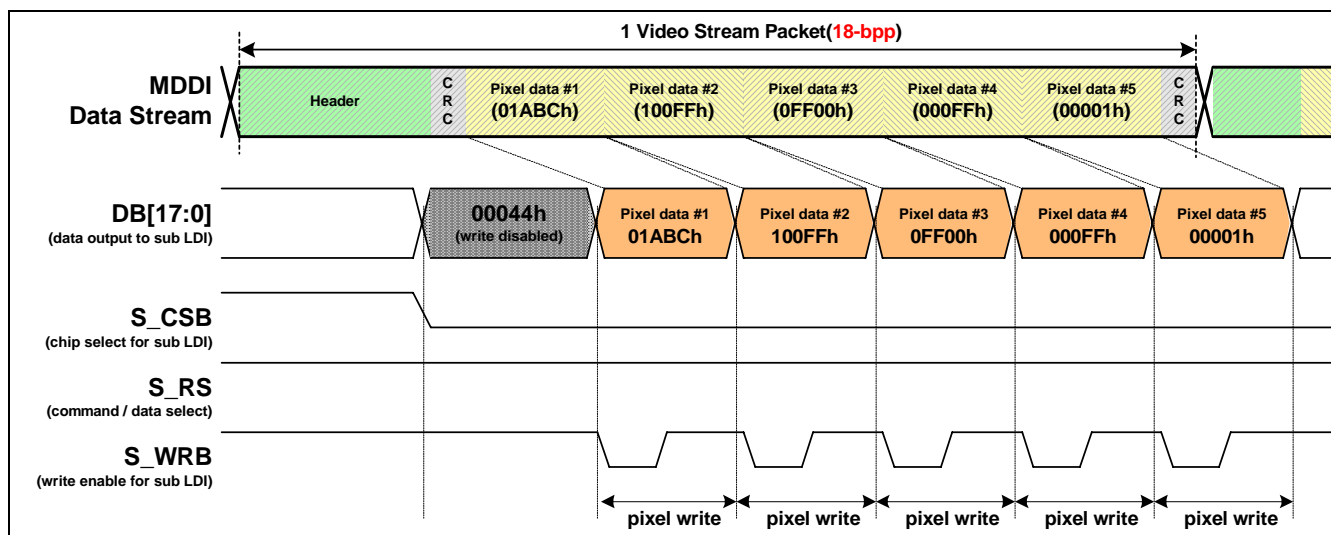 1 Video Stream Packet(18-bpp)
MDDI
Data Stream
Header
C
R
C
Pixel data #1
(01ABCh)
Pixel data #2
(100FFh)
Pixel data #3
(0FF00h)
Pixel data #4
(000FFh)
Pixel data #5
(00001h)
C
R
C
DB[17:0]
(data output to sub LDI)
00044h
(write disabled)
Pixel data #1
01ABCh
Pixel data #2
100FFh
Pixel data #3
0FF00h
Pixel data #4
000FFh
Pixel data #5
00001h
S_CSB
(chip select for sub LDI)
S_RS
(command / data select)
S_WRB
(write enable for sub LDI)
pixel write
pixel write
pixel write
pixel write
pixel write